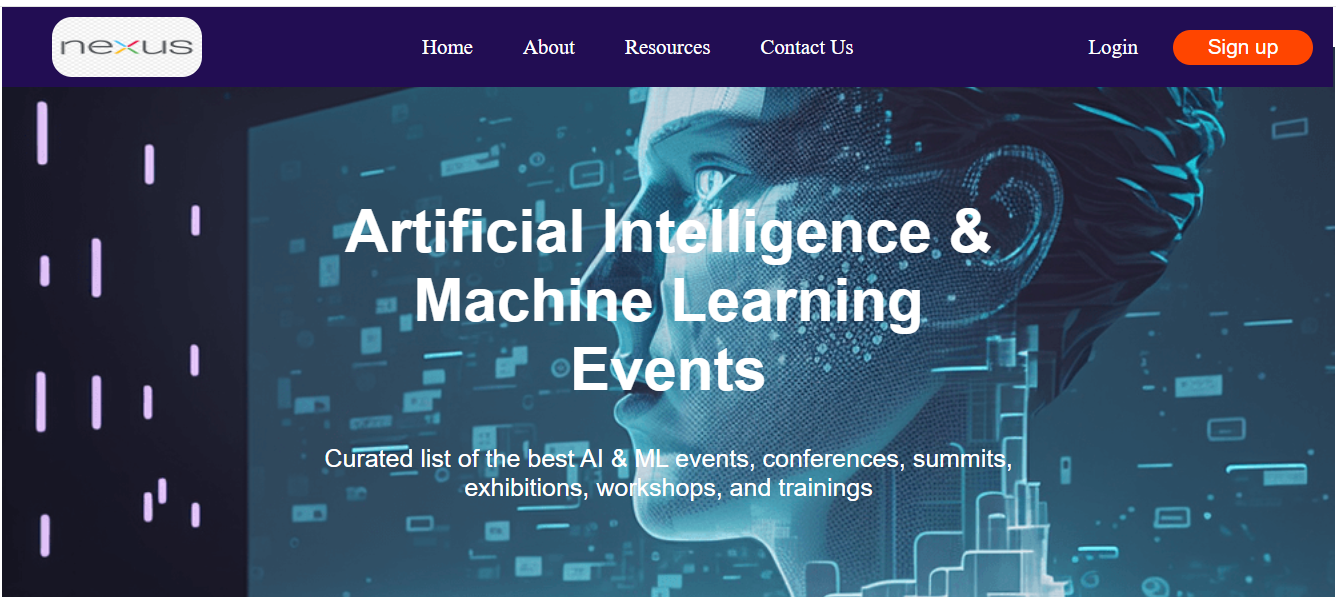 nexus
Home
About
Resources
Contact Us
Login
Sign up
Artificial Intelligence &
Machine Learning
Events
Curated list of the best AI & ML events, conferences, summits,
exhibitions, workshops, and trainings